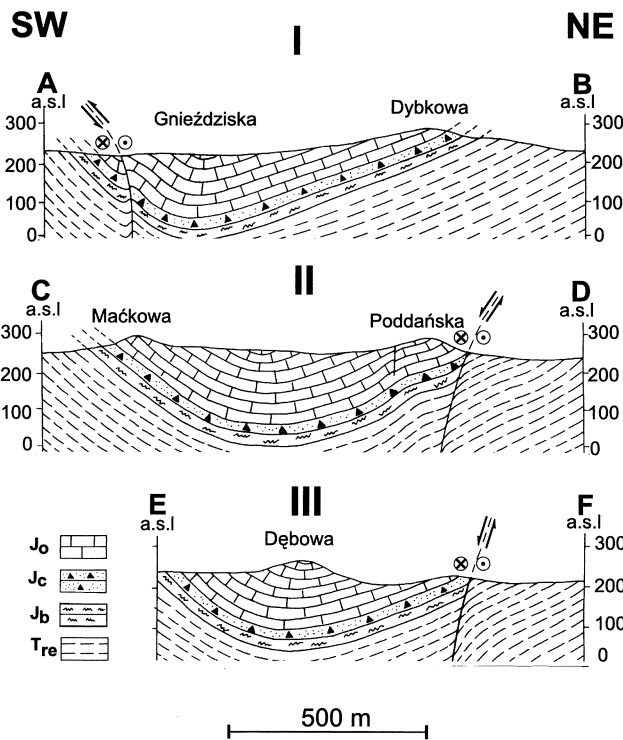 SW NE
I
A B
a.s.l a.s.l
Gnieździska Dybkowa
300 300
200 200
100 100
0 0
II
C D
a.s.l a.s.l
Maćkowa Poddańska
300 300
200 200
100 100
0 0
III
E F
a.s.l a.s.l
Dębowa
300
200
100
0
Jo
Jc
Jb
Tre
500 m